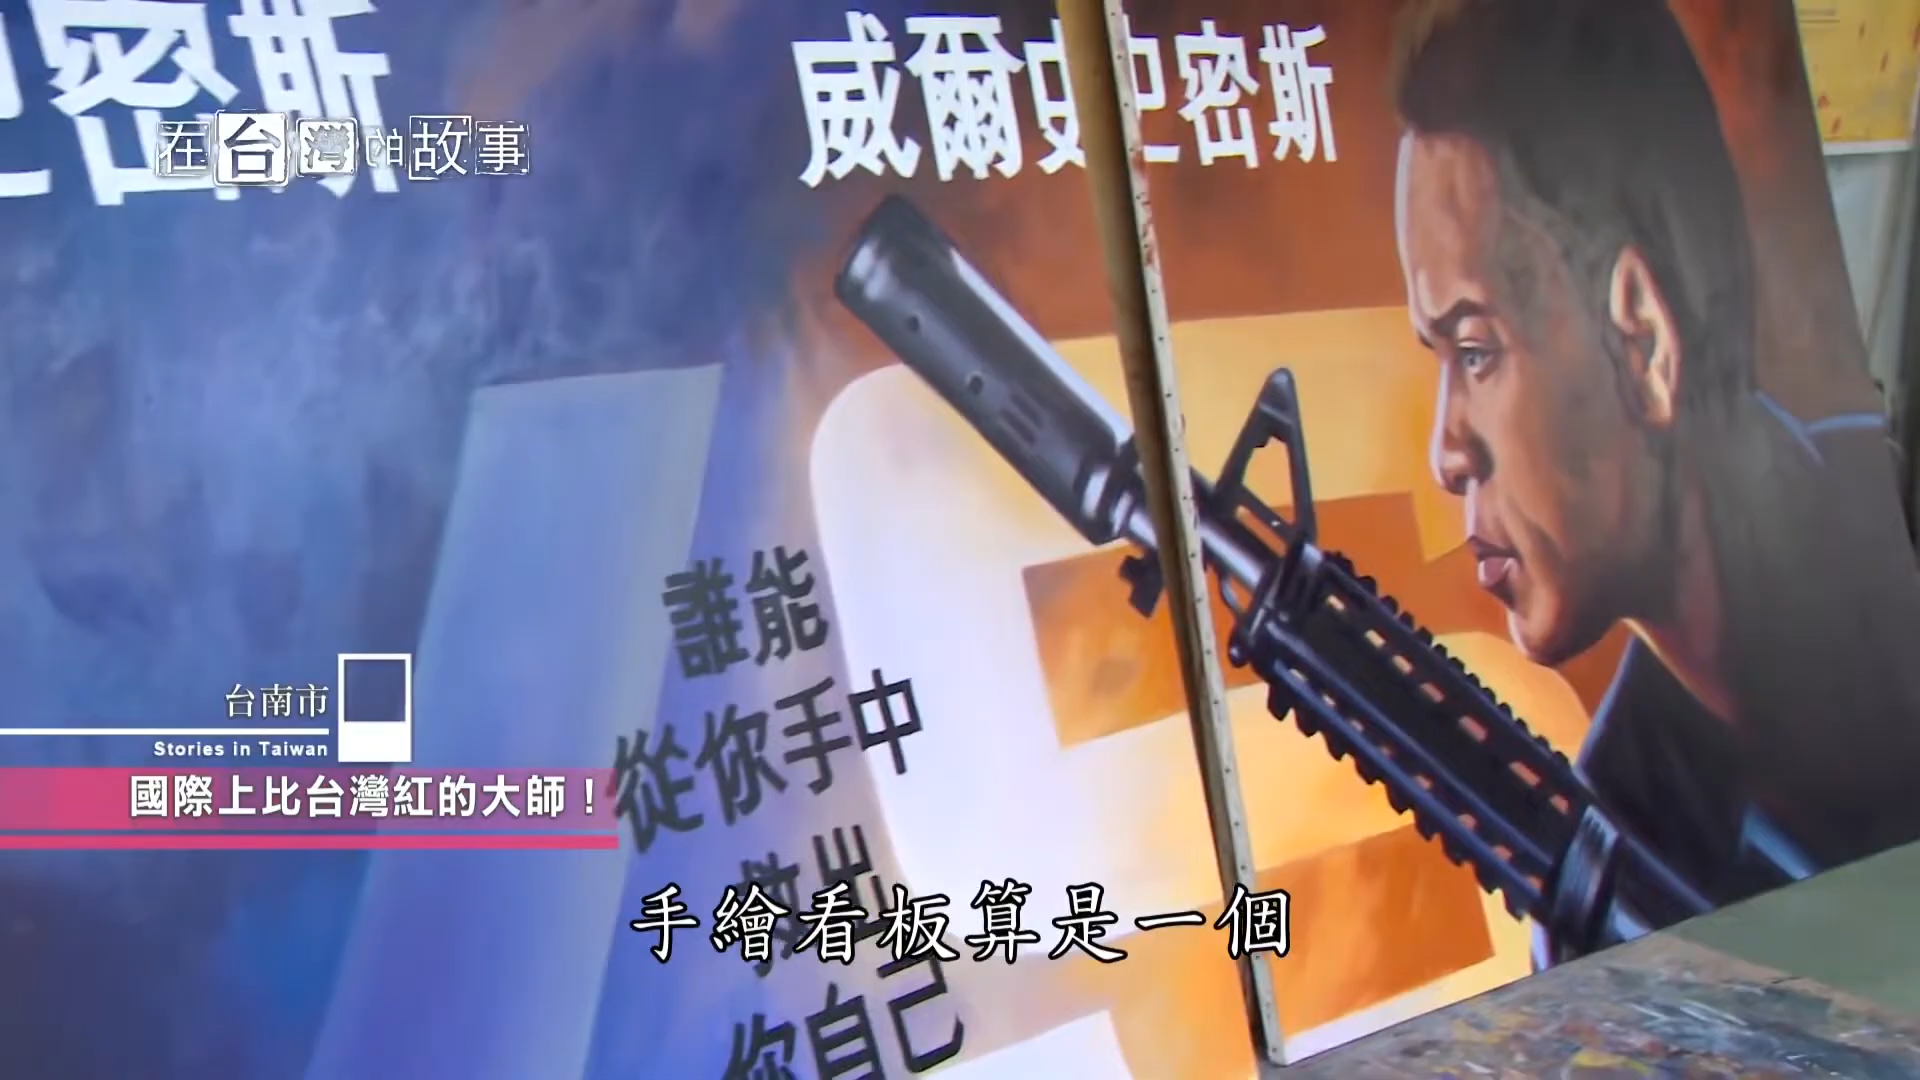 史密斯
威爾史密斯
在台灣的故事
誰能
從你手中
救出
你自己
台南市
Stories in Taiwan
國際上比台灣紅的大師！
手繪看板算是一個